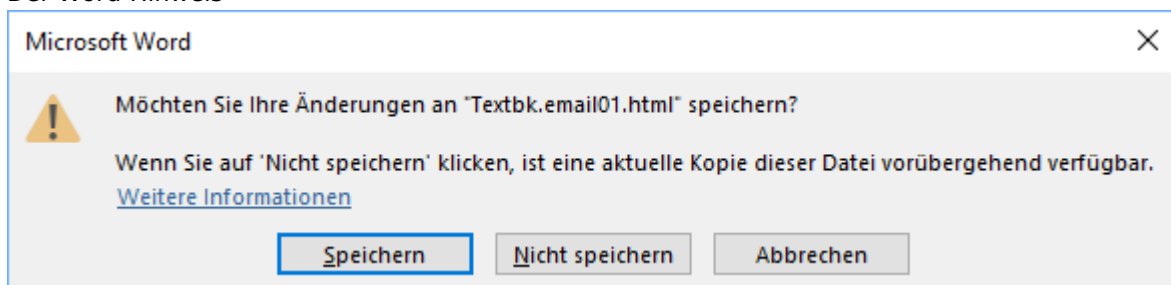 Microsoft Word
Möchten Sie Ihre Änderungen an "Textbk.email01.html" speichern?
Wenn Sie auf 'Nicht speichern' klicken, ist eine aktuelle Kopie dieser Datei vorübergehend verfügbar.
Weitere Informationen
Speichern Nicht speichern Abbrechen